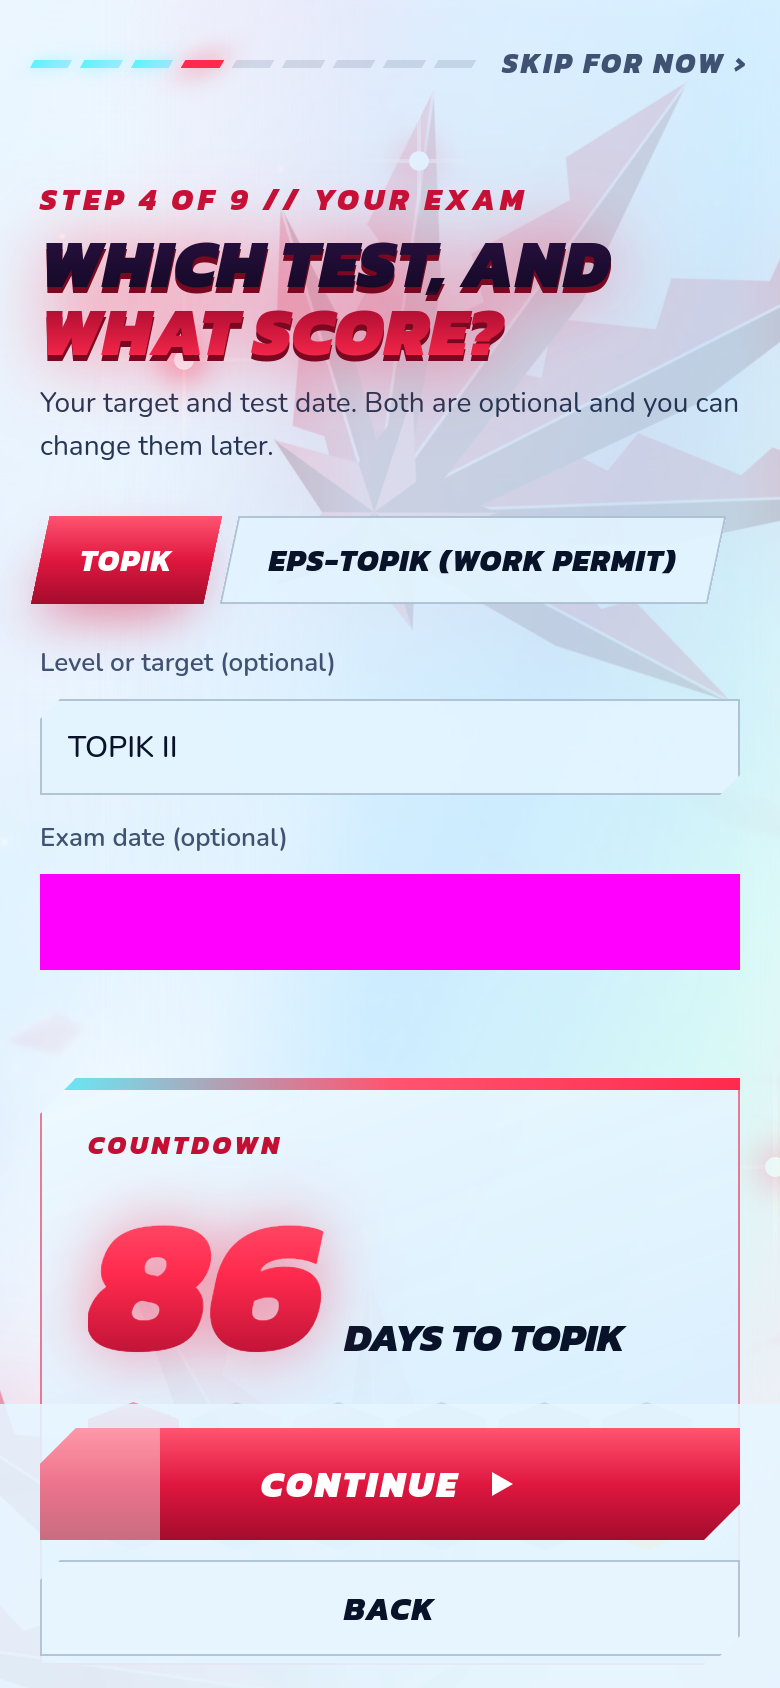 SKIP FOR NOW ›
STEP 4 OF 9 // YOUR EXAM
WHICH TEST, AND
WHAT SCORE?
Your target and test date. Both are optional and you can
change them later.
TOPIK
EPS-TOPIK (WORK PERMIT)
Level or target (optional)
TOPIK II
Exam date (optional)
COUNTDOWN
86 DAYS TO TOPIK
CONTINUE ▶
BACK